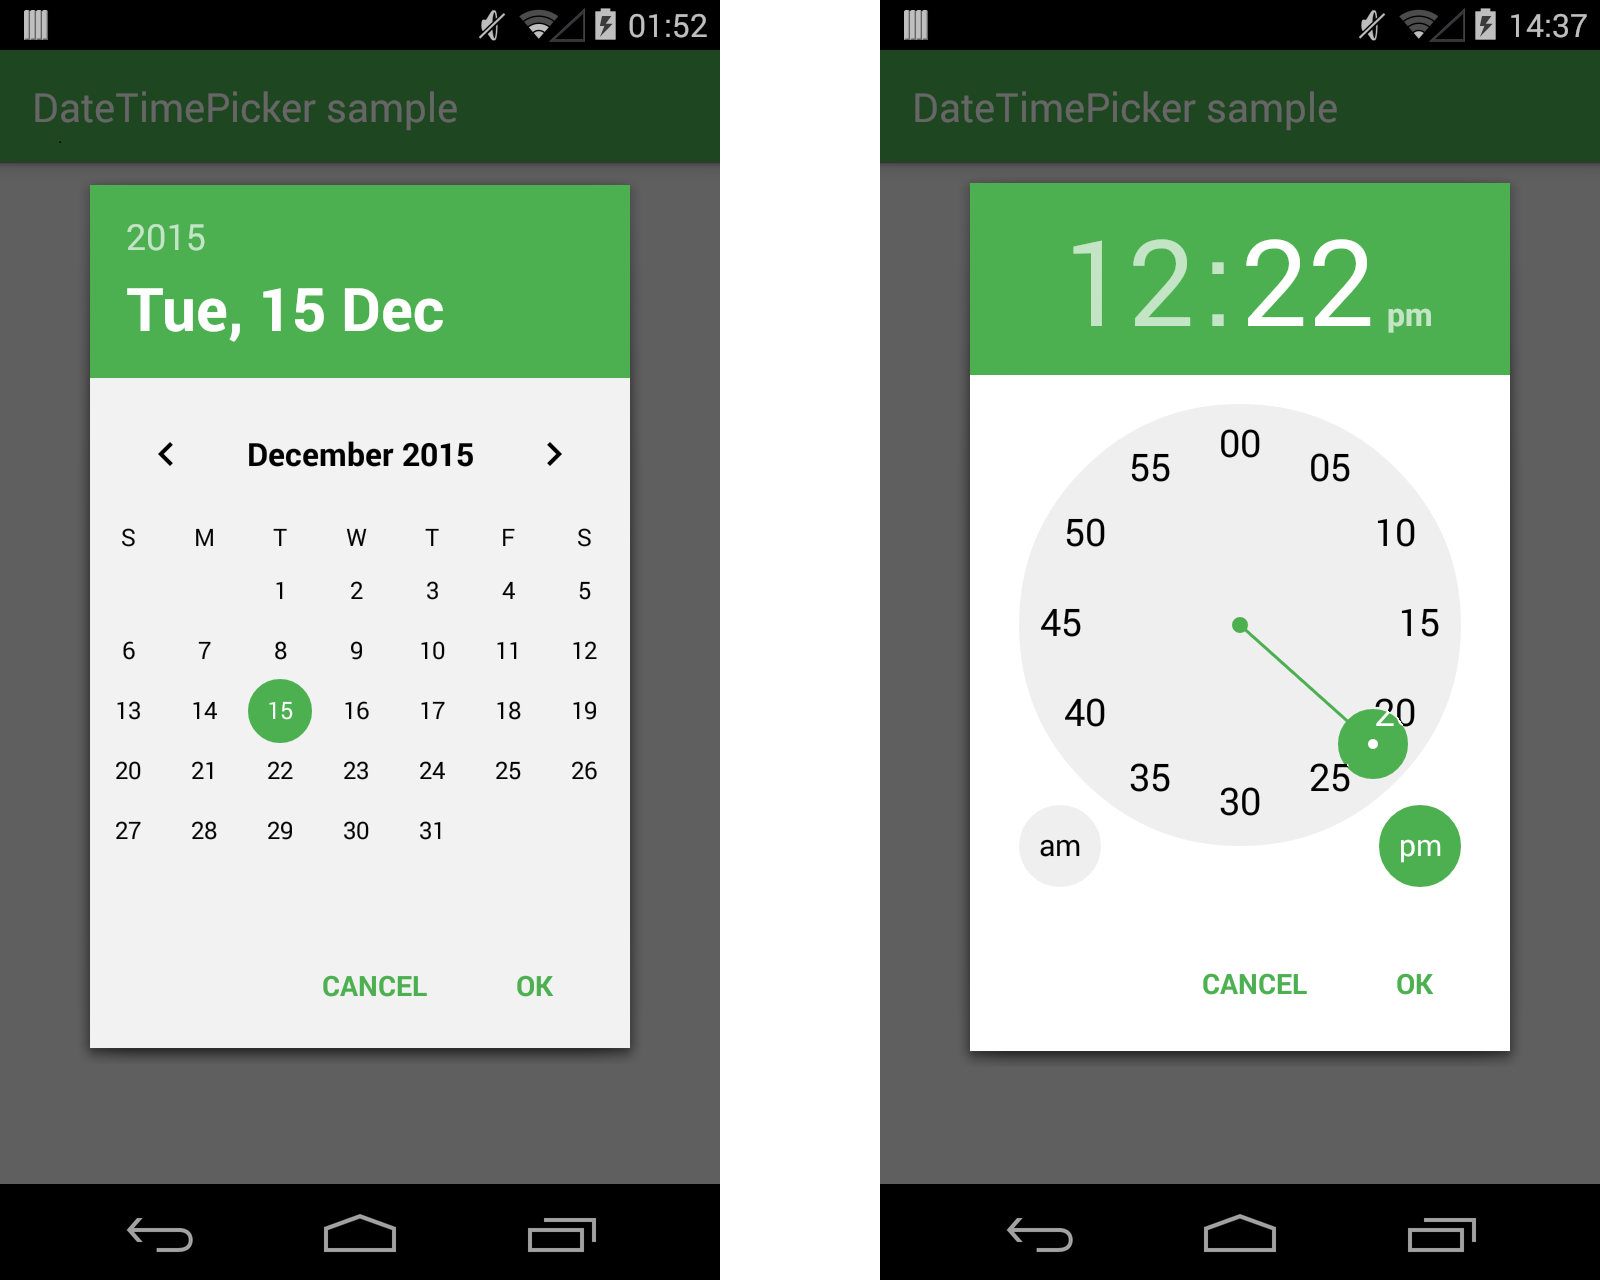 01:52
DateTimePicker sample
2015
Tue, 15 Dec
December 2015
S M T W T F S
1 2 3 4 5
6 7 8 9 10 11 12
13 14 15 16 17 18 19
20 21 22 23 24 25 26
27 28 29 30 31
CANCEL OK
14:37
DateTimePicker sample
12:22 pm
00
55 05
50 10
45 15
40 20
35 25
30
am pm
CANCEL OK